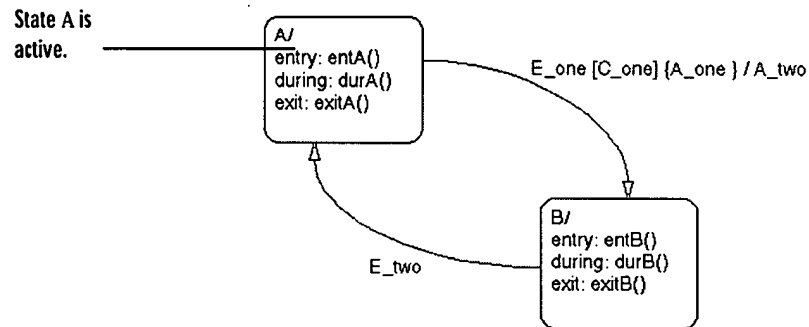 State A is
active.
A/
entry: entA()
during: durA()
exit: exitA()
E_one [C_one] {A_one } / A_two
B/
entry: entB()
during: durB()
exit: exitB()
E_two